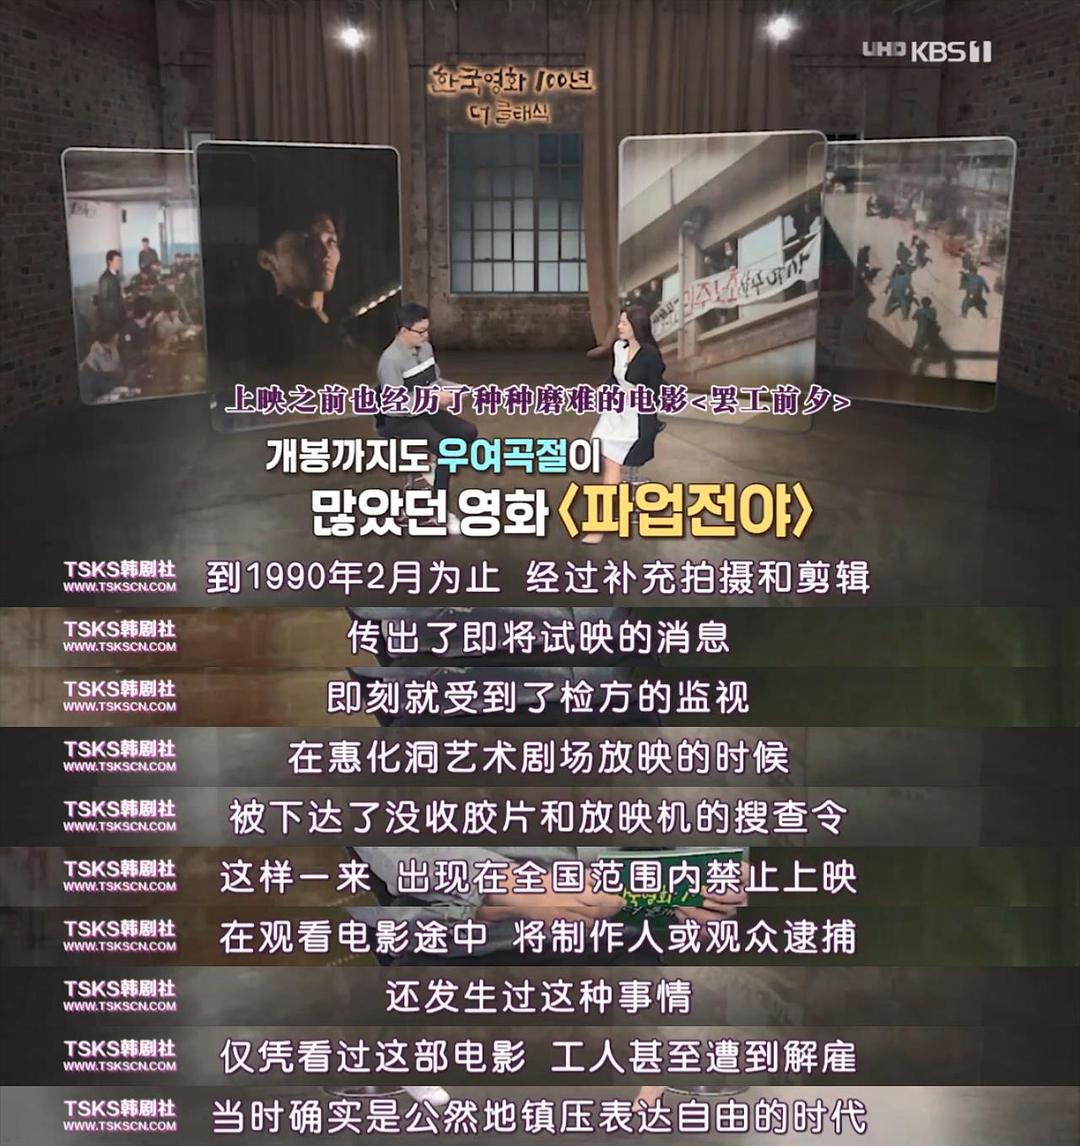 UHD KBS 1
한국영화 100년
더 클래식
上映之前也经历了种种磨难的电影<罢工前夕>
개봉까지도 우여곡절이
많았던 영화 〈파업전야〉
TSKS韩剧社
WWW.TSKSCN.COM
到1990年2月为止 经过补充拍摄和剪辑
TSKS韩剧社
WWW.TSKSCN.COM
传出了即将试映的消息
TSKS韩剧社
WWW.TSKSCN.COM
即刻就受到了检方的监视
TSKS韩剧社
WWW.TSKSCN.COM
在惠化洞艺术剧场放映的时候
TSKS韩剧社
WWW.TSKSCN.COM
被下达了没收胶片和放映机的搜查令
TSKS韩剧社
WWW.TSKSCN.COM
这样一来 出现在全国范围内禁止上映
TSKS韩剧社
WWW.TSKSCN.COM
在观看电影途中 将制作人或观众逮捕
TSKS韩剧社
WWW.TSKSCN.COM
还发生过这种事情
TSKS韩剧社
WWW.TSKSCN.COM
仅凭看过这部电影 工人甚至遭到解雇
TSKS韩剧社
WWW.TSKSCN.COM
当时确实是公然地镇压表达自由的时代